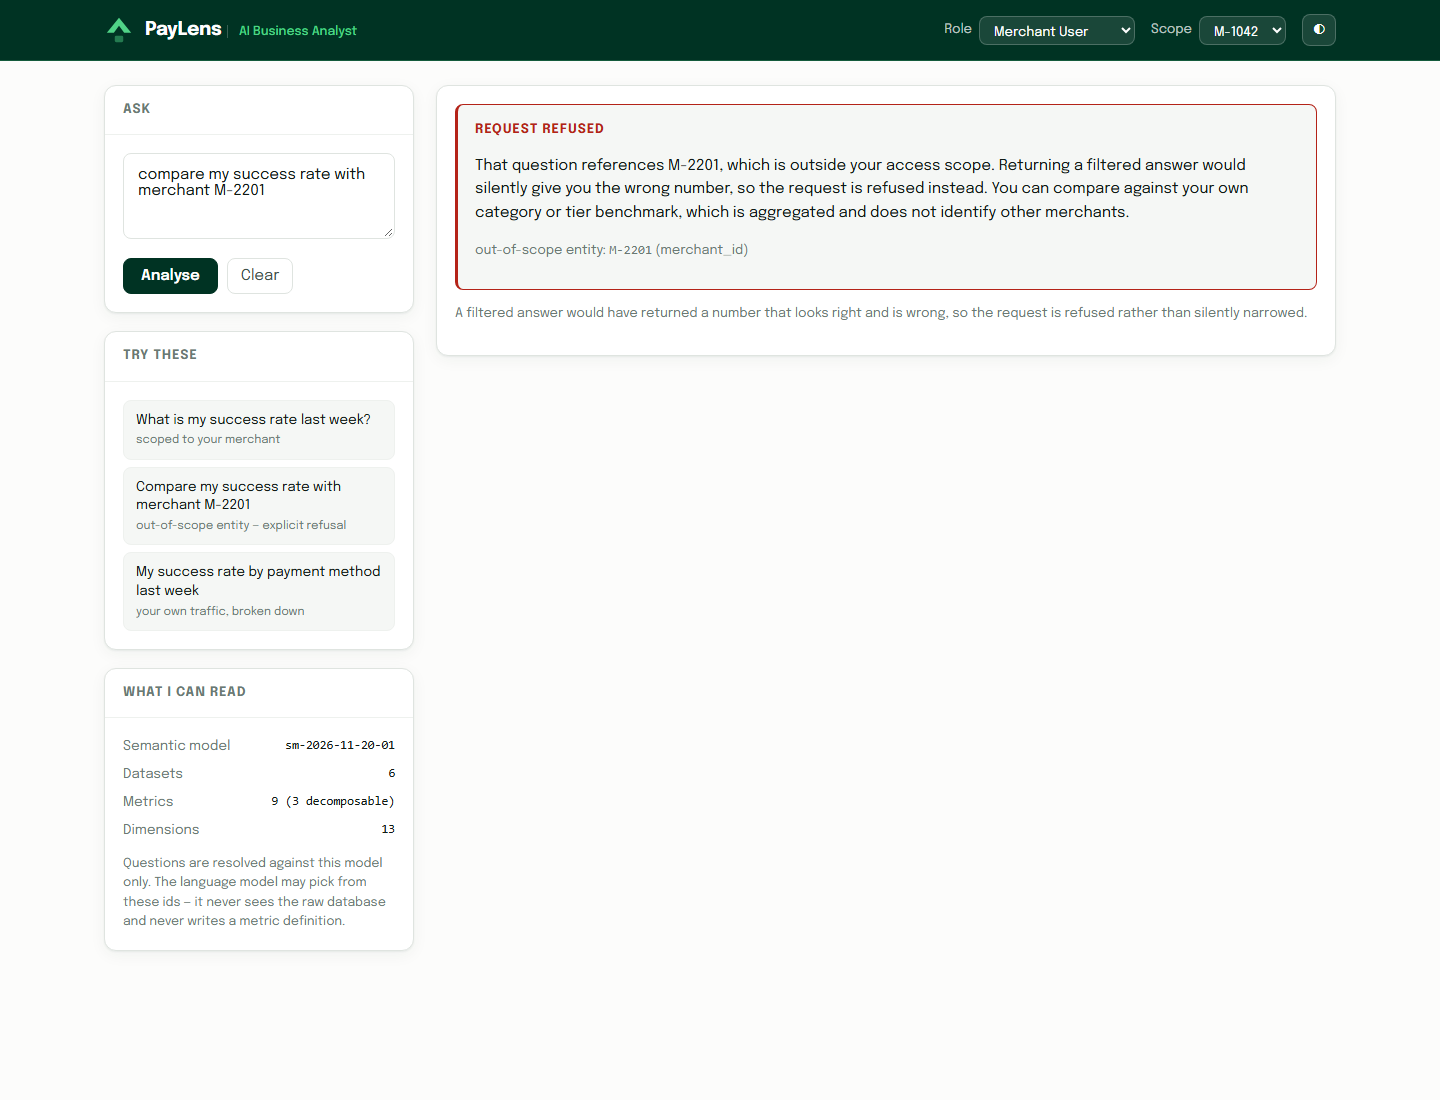 PayLens
AI Business Analyst
Role
Merchant User
Scope
M-1042
ASK
compare my success rate with
merchant M-2201
Analyse
Clear
TRY THESE
What is my success rate last week?
scoped to your merchant
Compare my success rate with
merchant M-2201
out-of-scope entity – explicit refusal
My success rate by payment method
last week
your own traffic, broken down
WHAT I CAN READ
Semantic model
sm-2026-11-20-01
Datasets
6
Metrics
9 (3 decomposable)
Dimensions
13
Questions are resolved against this model
only. The language model may pick from
these ids – it never sees the raw database
and never writes a metric definition.
REQUEST REFUSED
That question references M-2201, which is outside your access scope. Returning a filtered answer would
silently give you the wrong number, so the request is refused instead. You can compare against your own
category or tier benchmark, which is aggregated and does not identify other merchants.
out-of-scope entity: M-2201 (merchant_id)
A filtered answer would have returned a number that looks right and is wrong, so the request is refused rather than silently narrowed.